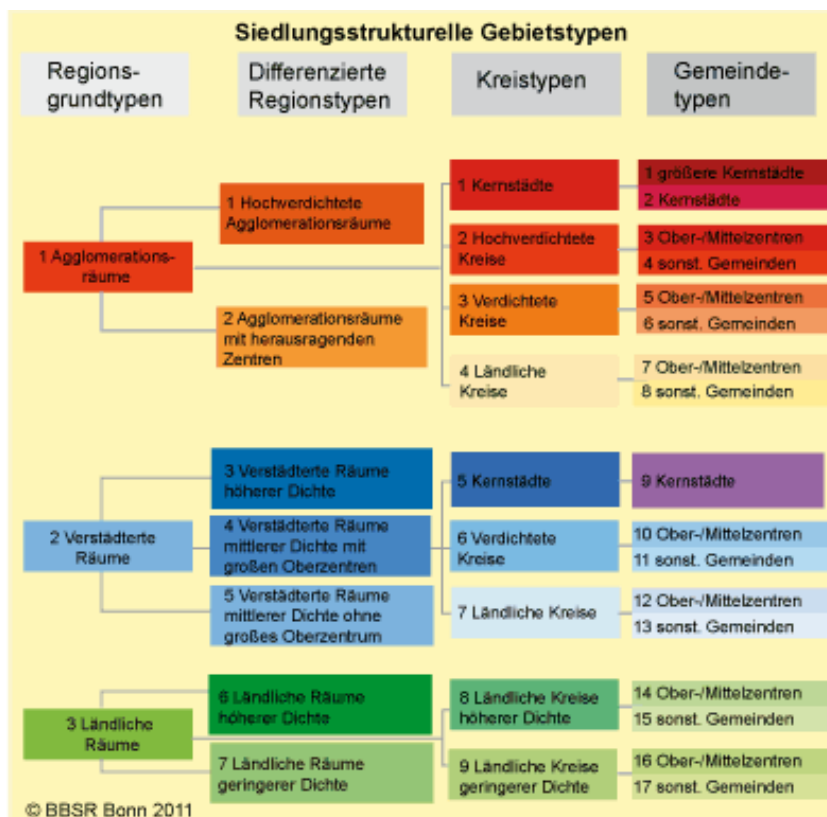 Siedlungsstrukturelle Gebietstypen
Regions-
grundtypen
Differenzierte
Regionstypen
Kreistypen
Gemeinde-
typen
1 Agglomerations-
räume
1 Hochverdichtete
Agglomerationsräume
2 Agglomerationsräume
mit herausragenden
Zentren
1 Kernstädte
2 Hochverdichtete
Kreise
3 Verdichtete
Kreise
4 Ländliche
Kreise
1 größere Kernstädte
2 Kernstädte
3 Ober-/Mittelzentren
4 sonst. Gemeinden
5 Ober-/Mittelzentren
6 sonst. Gemeinden
7 Ober-/Mittelzentren
8 sonst. Gemeinden
2 Verstädterte
Räume
3 Verstädterte Räume
höherer Dichte
4 Verstädterte Räume
mittlerer Dichte mit
großen Oberzentren
5 Verstädterte Räume
mittlerer Dichte ohne
großes Oberzentrum
5 Kernstädte
6 Verdichtete
Kreise
7 Ländliche Kreise
9 Kernstädte
10 Ober-/Mittelzentren
11 sonst. Gemeinden
12 Ober-/Mittelzentren
13 sonst. Gemeinden
3 Ländliche
Räume
6 Ländliche Räume
höherer Dichte
7 Ländliche Räume
geringerer Dichte
8 Ländliche Kreise
höherer Dichte
9 Ländliche Kreise
geringerer Dichte
14 Ober-/Mittelzentren
15 sonst. Gemeinden
16 Ober-/Mittelzentren
17 sonst. Gemeinden
© BBSR Bonn 2011